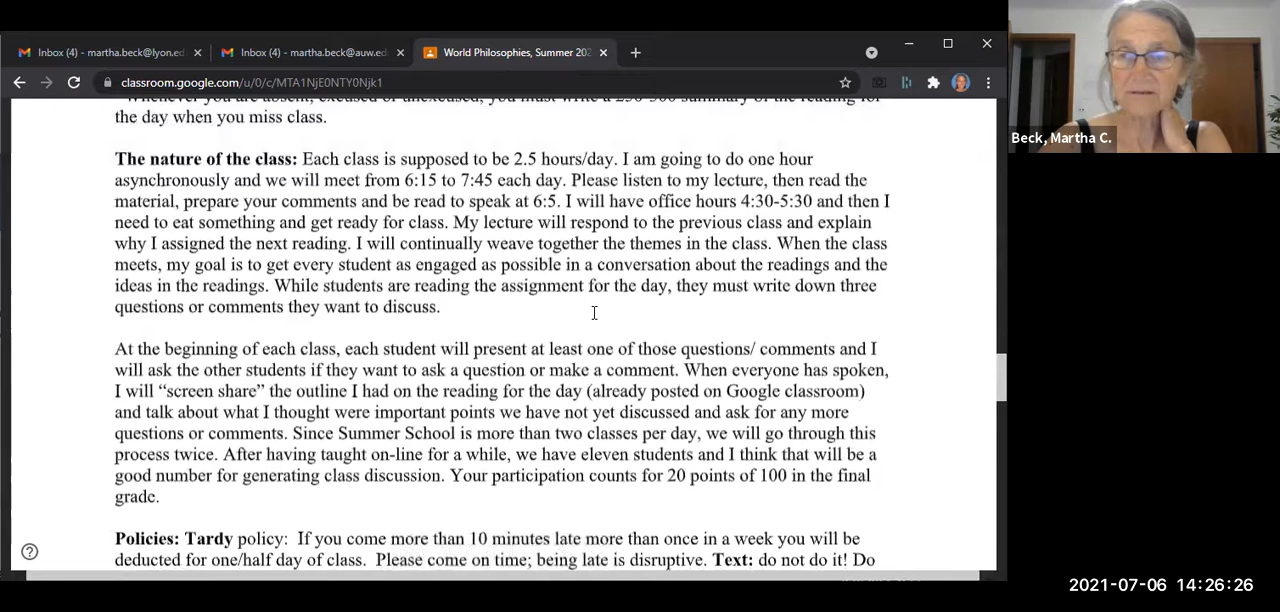 Inbox (4) - martha.beck@lyon.ed
Inbox (4) - martha.beck@auw.ed
World Philosophies, Summer 202
classroom.google.com/u/0/c/MTA1NjE0NTY0Njk1
Whenever you are absent, excused or unexcused, you must write a 250-500 summary of the reading for
the day when you miss class.
The nature of the class: Each class is supposed to be 2.5 hours/day. I am going to do one hour
asynchronously and we will meet from 6:15 to 7:45 each day. Please listen to my lecture, then read the
material, prepare your comments and be read to speak at 6:5. I will have office hours 4:30-5:30 and then I
need to eat something and get ready for class. My lecture will respond to the previous class and explain
why I assigned the next reading. I will continually weave together the themes in the class. When the class
meets, my goal is to get every student as engaged as possible in a conversation about the readings and the
ideas in the readings. While students are reading the assignment for the day, they must write down three
questions or comments they want to discuss.
At the beginning of each class, each student will present at least one of those questions/ comments and I
will ask the other students if they want to ask a question or make a comment. When everyone has spoken,
I will “screen share” the outline I had on the reading for the day (already posted on Google classroom)
and talk about what I thought were important points we have not yet discussed and ask for any more
questions or comments. Since Summer School is more than two classes per day, we will go through this
process twice. After having taught on-line for a while, we have eleven students and I think that will be a
good number for generating class discussion. Your participation counts for 20 points of 100 in the final
grade.
Policies: Tardy policy: If you come more than 10 minutes late more than once in a week you will be
deducted for one/half day of class. Please come on time; being late is disruptive. Text: do not do it! Do
Beck, Martha C.
2021-07-06 14:26:26